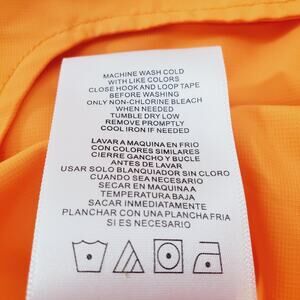 MACHINE WASH COLD
WITH LIKE COLORS
CLOSE HOOK AND LOOP TAPE
BEFORE WASHING
ONLY NON-CHLORINE BLEACH
WHEN NEEDED
TUMBLE DRY LOW
REMOVE PROMPTLY
COOL IRON IF NEEDED
LAVAR A MAQUINA EN FRIO
CON COLORES SIMILARES
CIERRE GANCHO Y BUCLE
ANTES DE LAVAR
USAR SOLO BLANQUIADOR SIN CLORO
CUANDO SEA NECESARIO
SECAR EN MAQUINA A
TEMPERATURA BAJA
SACAR INMEDIATAMENTE
PLANCHAR CON UNA PLANCHA FRIA
SI ES NECESARIO